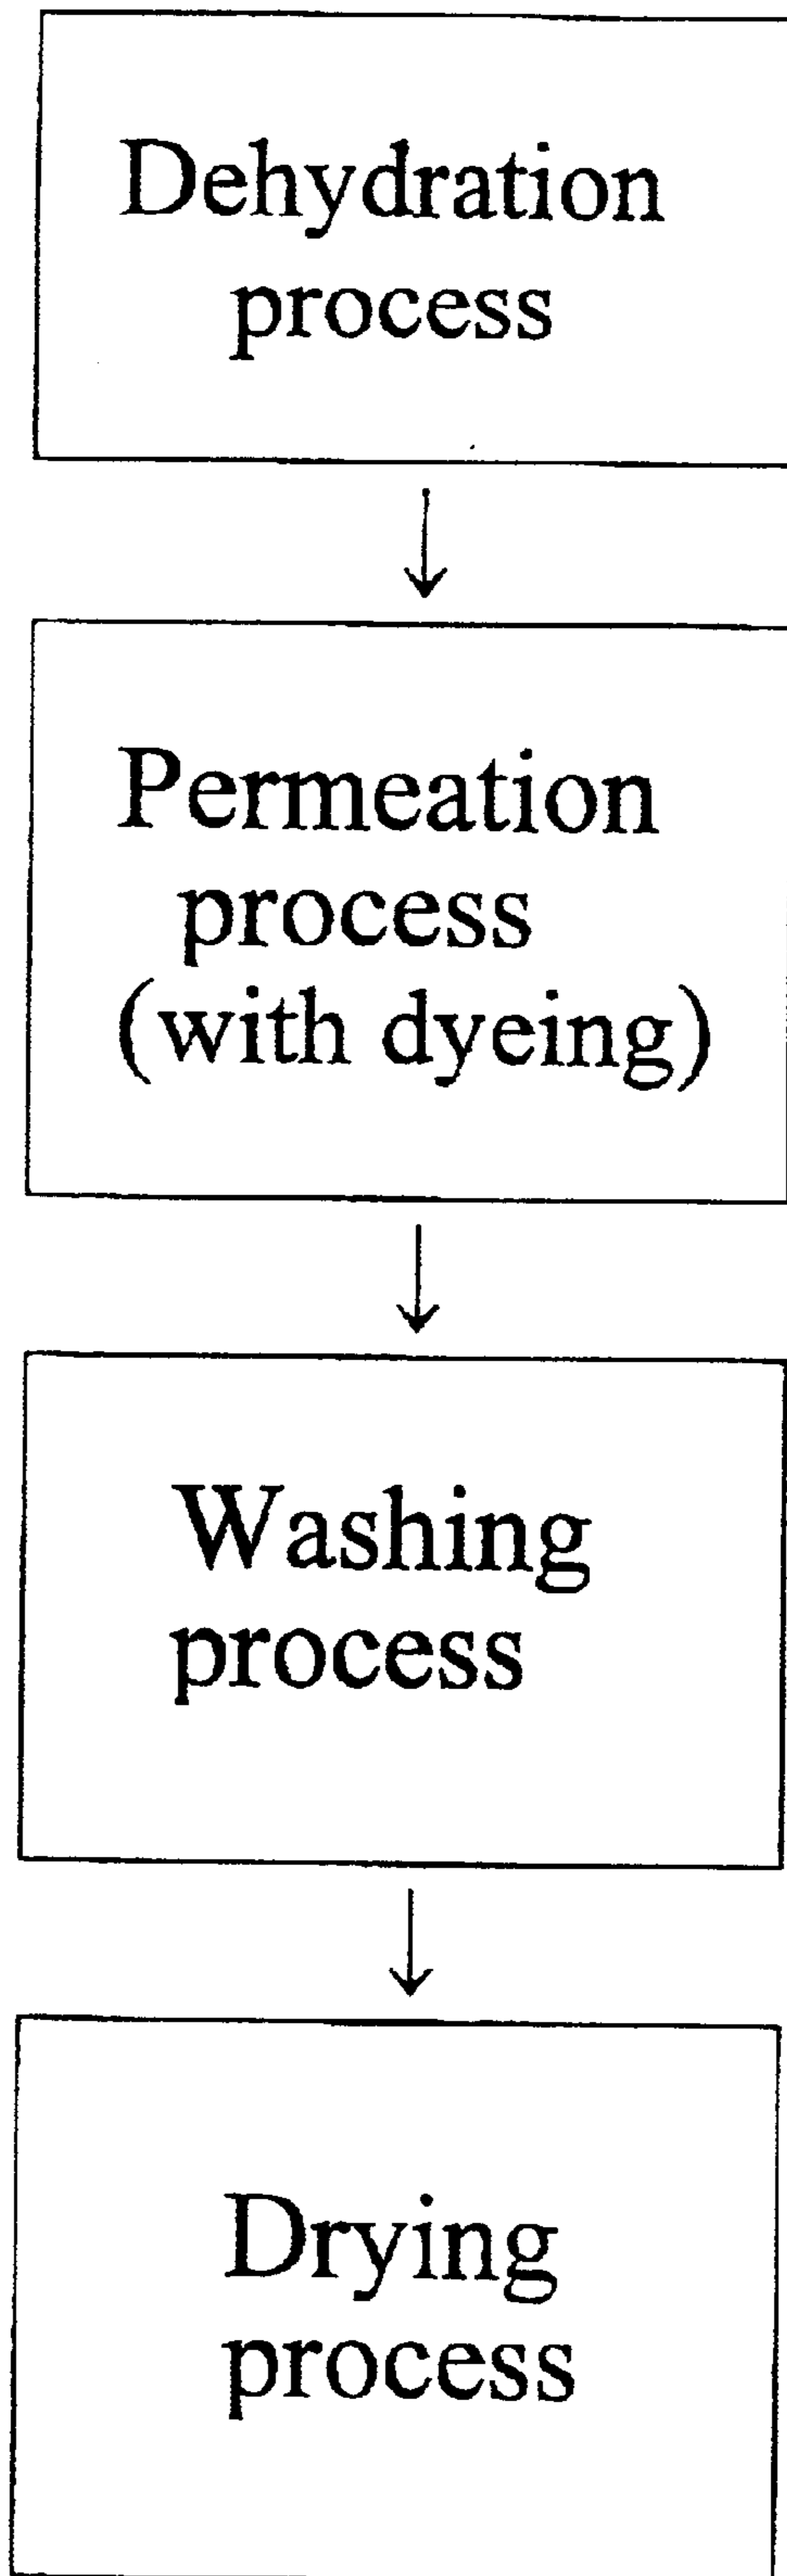 Dehydration
process
Permeation
process
(with dyeing)
Washing
process
Drying
process